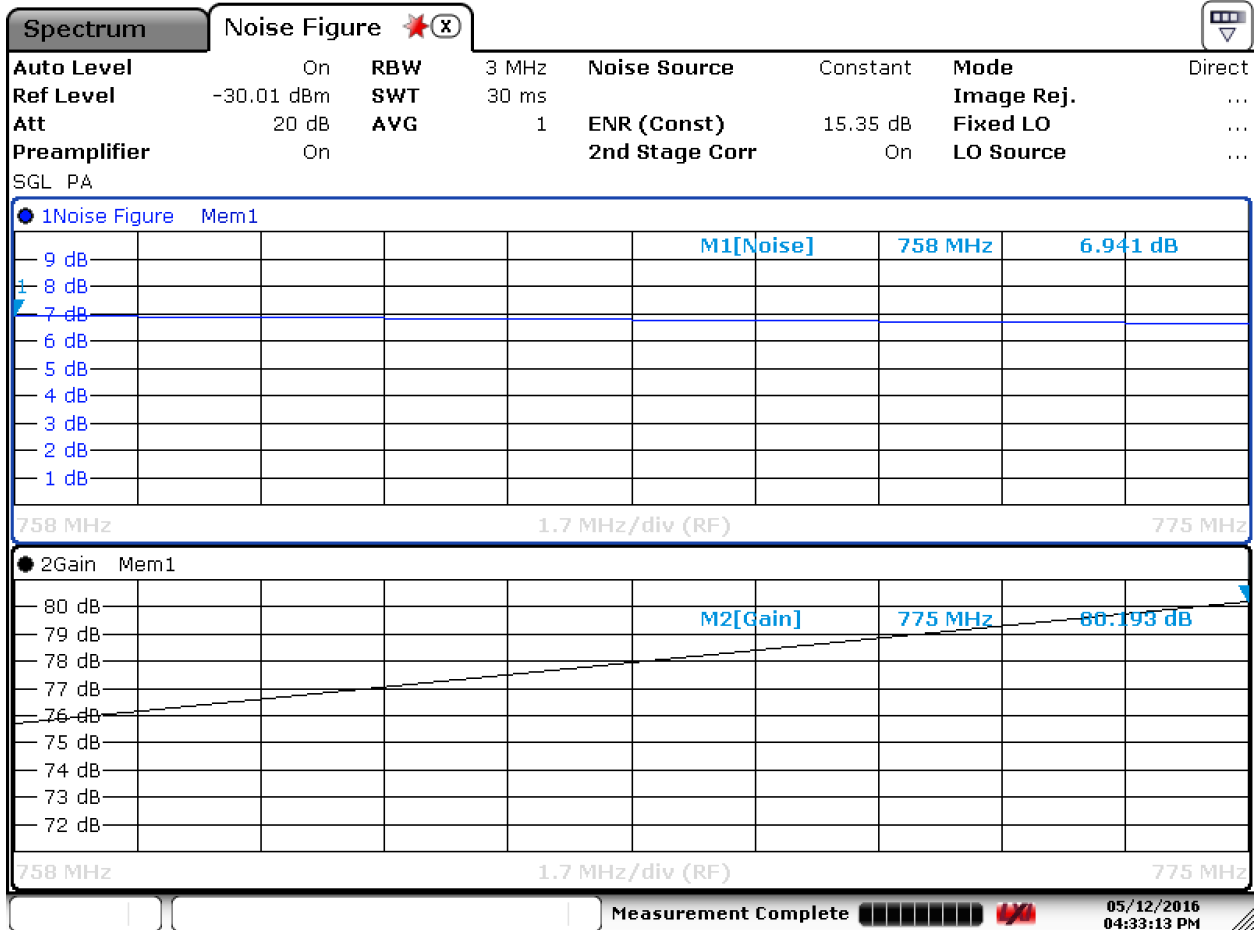 Spectrum Noise Figure X
Auto Level On RBW 3 MHz Noise Source Constant Mode Direct
Ref Level -30.01 dBm SWT 30 ms Image Rej. ...
Att 20 dB AVG 1 ENR (Const) 15.35 dB Fixed LO ...
Preamplifier On 2nd Stage Corr On LO Source ...
SGL PA
1Noise Figure Mem1
M1[Noise] 758 MHz 6.941 dB
9 dB
1 8 dB
7 dB
6 dB
5 dB
4 dB
3 dB
2 dB
1 dB
758 MHz 1.7 MHz/div (RF) 775 MHz
2Gain Mem1
80 dB
M2[Gain] 775 MHz 80.193 dB
79 dB
78 dB
77 dB
76 dB
75 dB
74 dB
73 dB
72 dB
758 MHz 1.7 MHz/div (RF) 775 MHz
Measurement Complete LXI 05/12/2016
04:33:13 PM